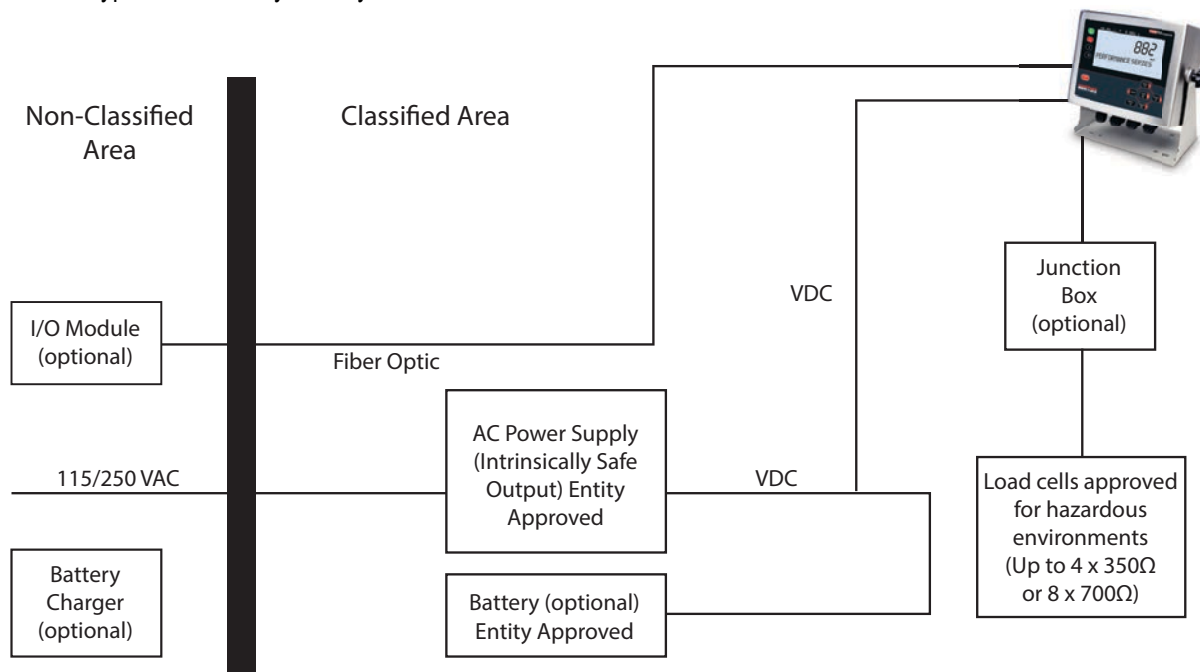 Non-Classified
Area
Classified Area
882
I/O Module
(optional)
Fiber Optic
VDC
Junction
Box
(optional)
115/250 VAC
AC Power Supply
(Intrinsically Safe
Output) Entity
Approved
VDC
Load cells approved
for hazardous
environments
(Up to 4 x 350Ω
or 8 x 700Ω)
Battery
Charger
(optional)
Battery (optional)
Entity Approved